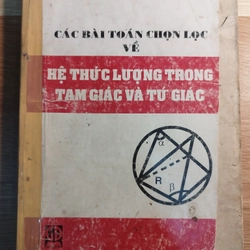 CÁC BÀI TOÁN CHỌN LỌC
VỀ
HỆ THỨC LƯỢNG TRONG
TAM GIÁC VÀ TỨ GIÁC
α
R
β